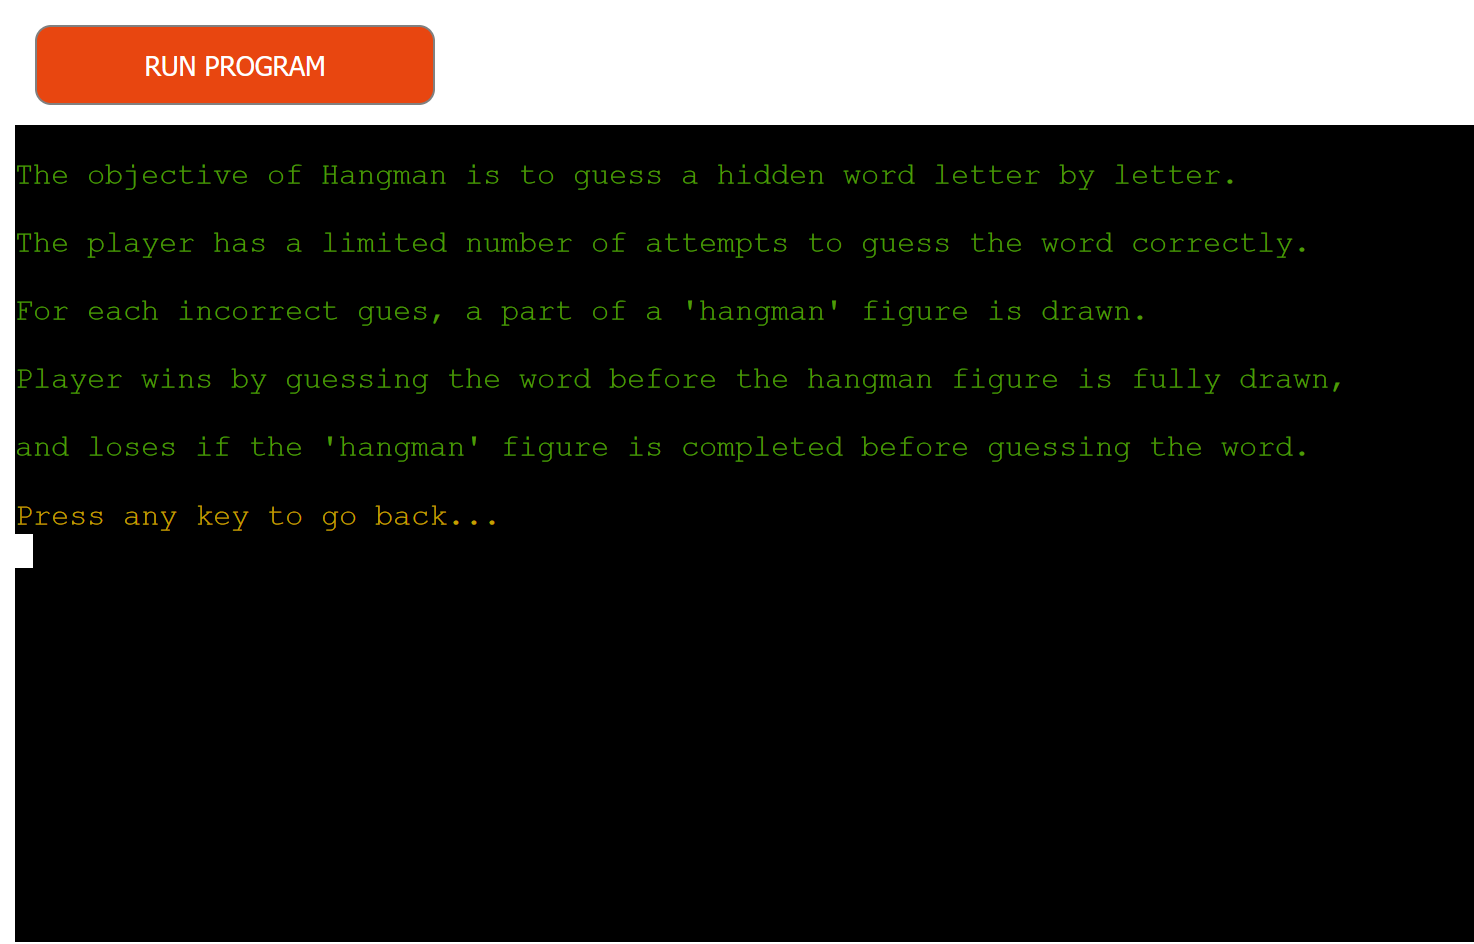 RUN PROGRAM
The objective of Hangman is to guess a hidden word letter by letter.
The player has a limited number of attempts to guess the word correctly.
For each incorrect gues, a part of a 'hangman' figure is drawn.
Player wins by guessing the word before the hangman figure is fully drawn,
and loses if the 'hangman' figure is completed before guessing the word.
Press any key to go back...